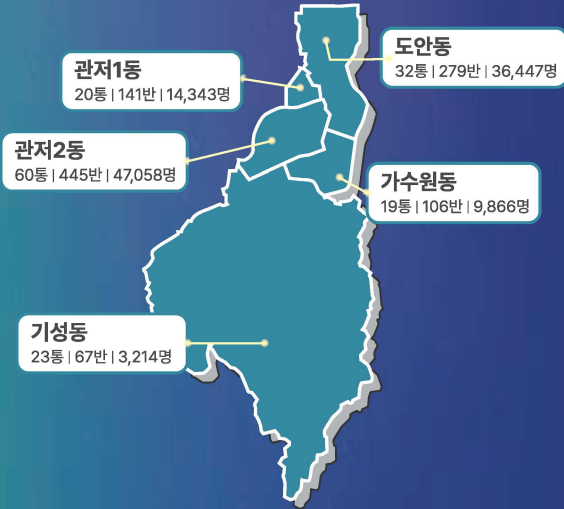 도안동
32통 | 279반 | 36,447명
관저1동
20통 | 141반 | 14,343명
관저2동
60통 | 445반 | 47,058명
가수원동
19통 | 106반 | 9,866명
기성동
23통 | 67반 | 3,214명